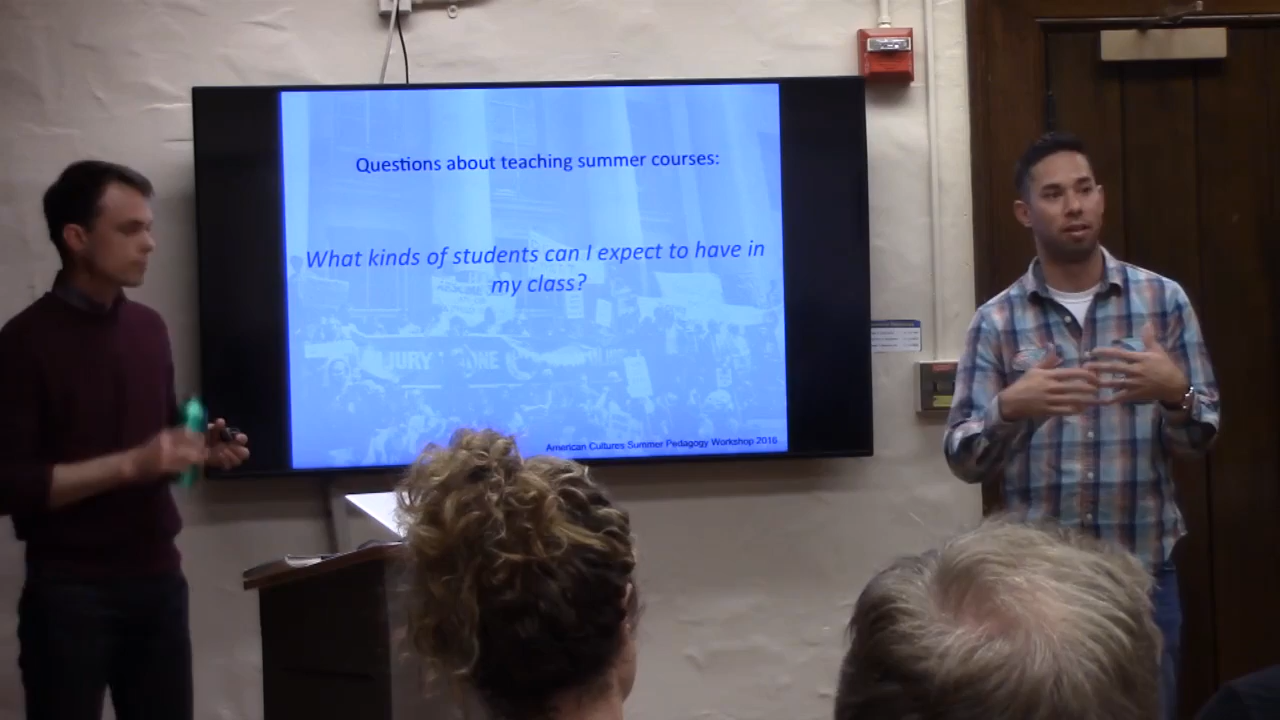 Questions about teaching summer courses:
What kinds of students can I expect to have in
my class?
JURY
American Cultures Summer Pedagogy Workshop 2016